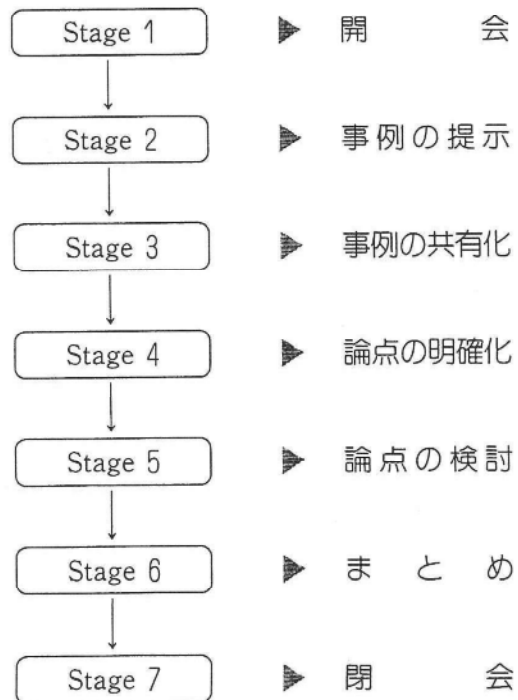 Stage 1 ▶ 開会
Stage 2 ▶ 事例の提示
Stage 3 ▶ 事例の共有化
Stage 4 ▶ 論点の明確化
Stage 5 ▶ 論点の検討
Stage 6 ▶ まとめ
Stage 7 ▶ 閉会